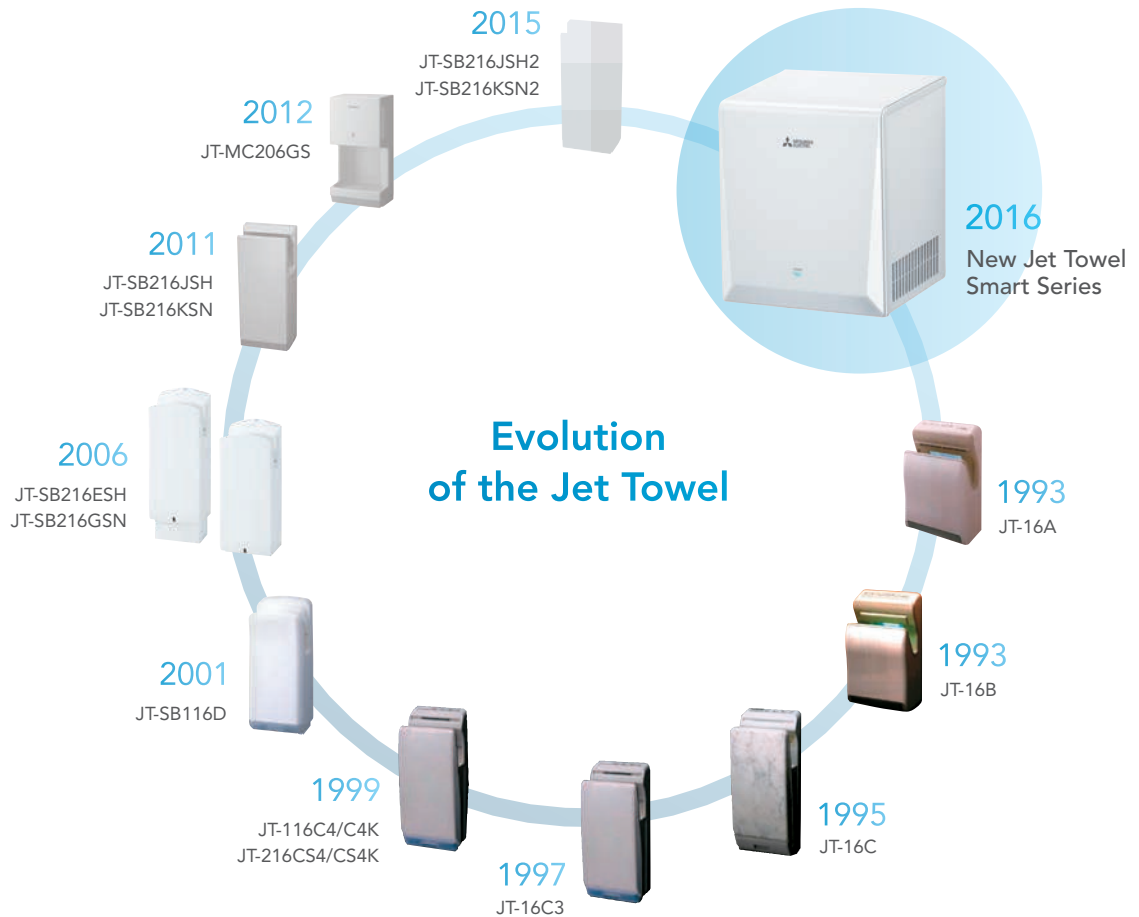 Evolution
of the Jet Towel
1993
JT-16A
1993
JT-16B
1995
JT-16C
1997
JT-16C3
1999
JT-116C4/C4K
JT-216CS4/CS4K
2001
JT-SB116D
2006
JT-SB216ESH
JT-SB216GSN
2011
JT-SB216JSH
JT-SB216KSN
2012
JT-MC206GS
2015
JT-SB216JSH2
JT-SB216KSN2
2016
New Jet Towel
Smart Series
MITSUBISHI
ELECTRIC